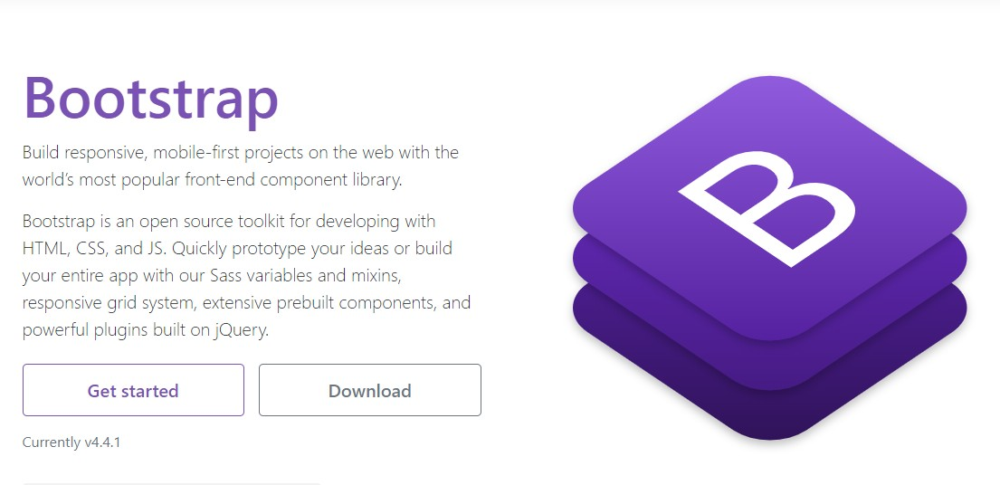 Bootstrap
Build responsive, mobile-first projects on the web with the
world’s most popular front-end component library.
Bootstrap is an open source toolkit for developing with
HTML, CSS, and JS. Quickly prototype your ideas or build
your entire app with our Sass variables and mixins,
responsive grid system, extensive prebuilt components, and
powerful plugins built on jQuery.
Get started
Download
Currently v4.4.1
B